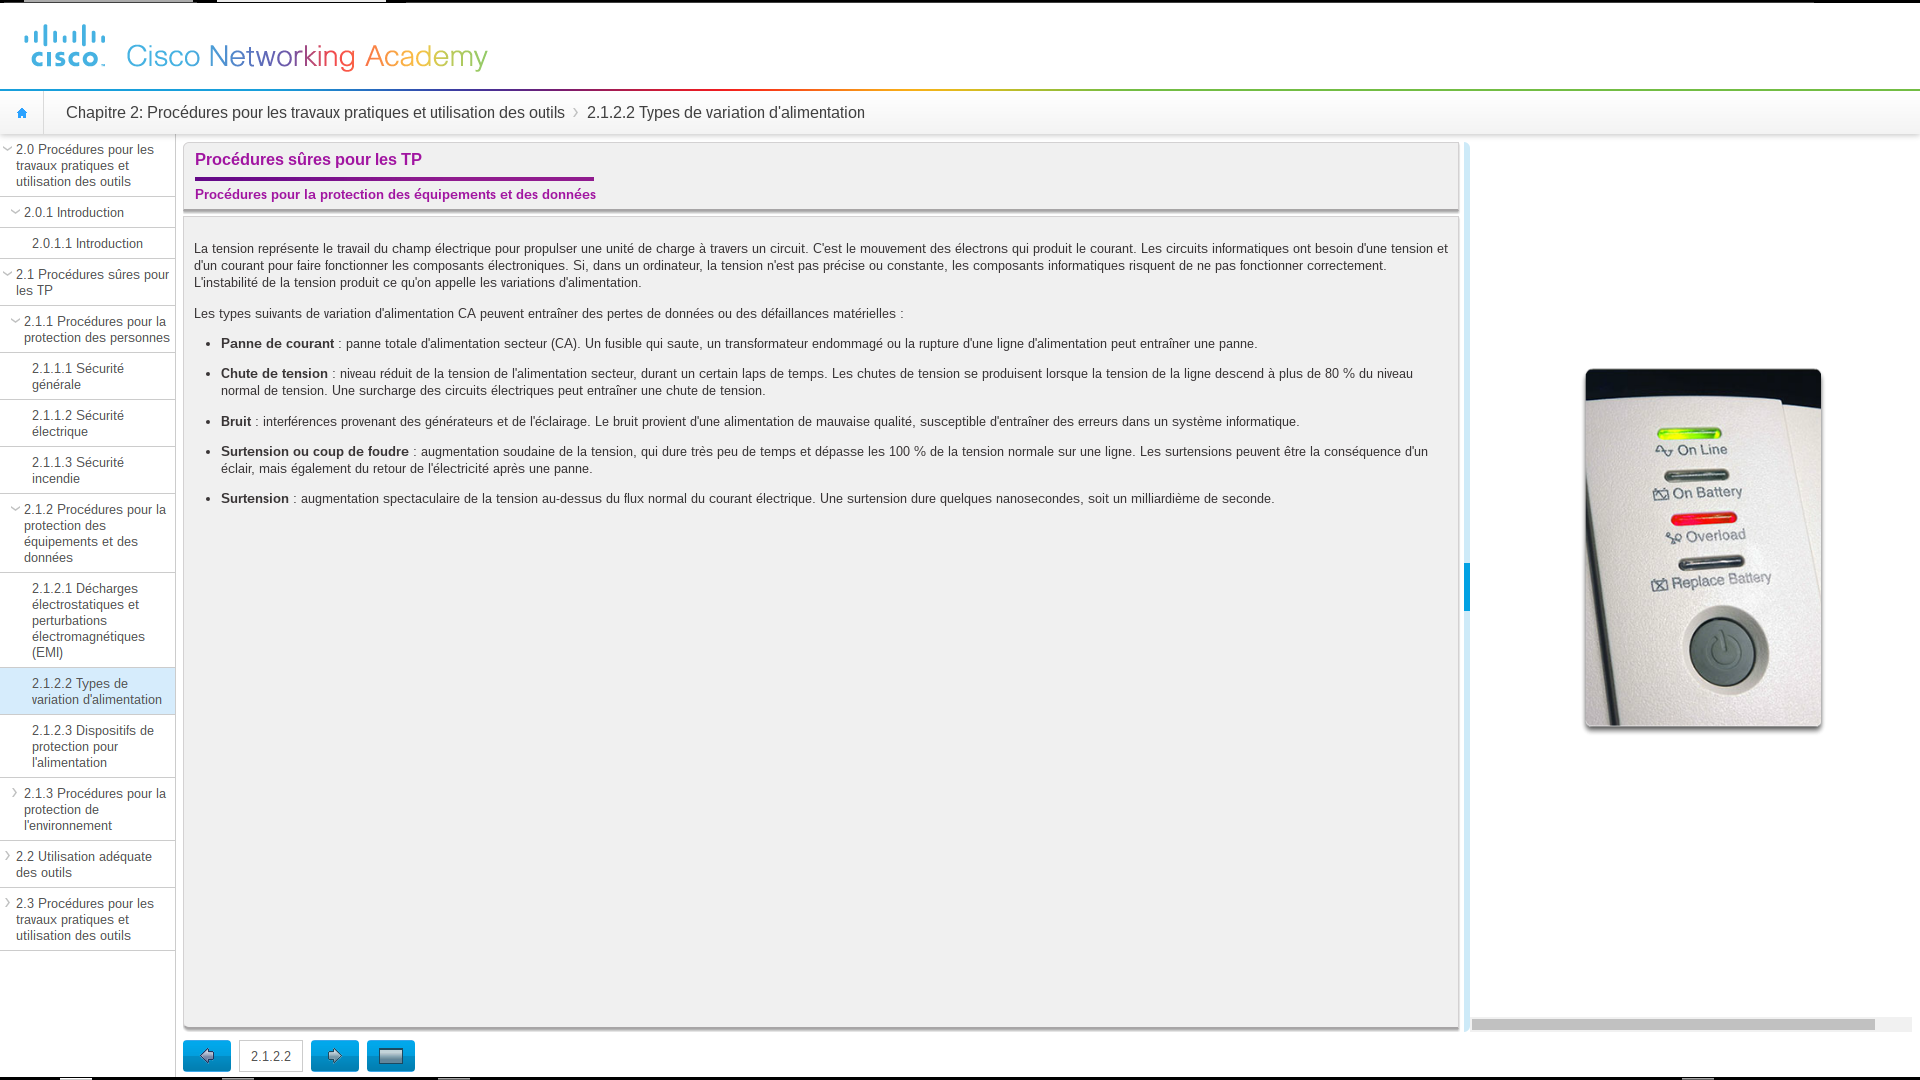 cisco
Cisco Networking Academy
Chapitre 2: Procédures pour les travaux pratiques et utilisation des outils
2.1.2.2 Types de variation d'alimentation
2.0 Procédures pour les
travaux pratiques et
utilisation des outils
2.0.1 Introduction
2.0.1.1 Introduction
2.1 Procédures sûres pour
les TP
2.1.1 Procédures pour la
protection des personnes
2.1.1.1 Sécurité
générale
2.1.1.2 Sécurité
électrique
2.1.1.3 Sécurité
incendie
2.1.2 Procédures pour la
protection des
équipements et des
données
2.1.2.1 Décharges
électrostatiques et
perturbations
électromagnétiques
(EMI)
2.1.2.2 Types de
variation d'alimentation
2.1.2.3 Dispositifs de
protection pour
l'alimentation
2.1.3 Procédures pour la
protection de
l'environnement
2.2 Utilisation adéquate
des outils
2.3 Procédures pour les
travaux pratiques et
utilisation des outils
Procédures sûres pour les TP
Procédures pour la protection des équipements et des données
La tension représente le travail du champ électrique pour propulser une unité de charge à travers un circuit. C'est le mouvement des électrons qui produit le courant. Les circuits informatiques ont besoin d'une tension et
d'un courant pour faire fonctionner les composants électroniques. Si, dans un ordinateur, la tension n'est pas précise ou constante, les composants informatiques risquent de ne pas fonctionner correctement.
L'instabilité de la tension produit ce qu'on appelle les variations d'alimentation.
Les types suivants de variation d'alimentation CA peuvent entraîner des pertes de données ou des défaillances matérielles :
• Panne de courant : panne totale d'alimentation secteur (CA). Un fusible qui saute, un transformateur endommagé ou la rupture d'une ligne d'alimentation peut entraîner une panne.
• Chute de tension : niveau réduit de la tension de l'alimentation secteur, durant un certain laps de temps. Les chutes de tension se produisent lorsque la tension de la ligne descend à plus de 80 % du niveau
normal de tension. Une surcharge des circuits électriques peut entraîner une chute de tension.
• Bruit : interférences provenant des générateurs et de l'éclairage. Le bruit provient d'une alimentation de mauvaise qualité, susceptible d'entraîner des erreurs dans un système informatique.
• Surtension ou coup de foudre : augmentation soudaine de la tension, qui dure très peu de temps et dépasse les 100 % de la tension normale sur une ligne. Les surtensions peuvent être la conséquence d'un
éclair, mais également du retour de l'électricité après une panne.
• Surtension : augmentation spectaculaire de la tension au-dessus du flux normal du courant électrique. Une surtension dure quelques nanosecondes, soit un milliardième de seconde.
On Line
On Battery
Overload
Replace Battery
2.1.2.2